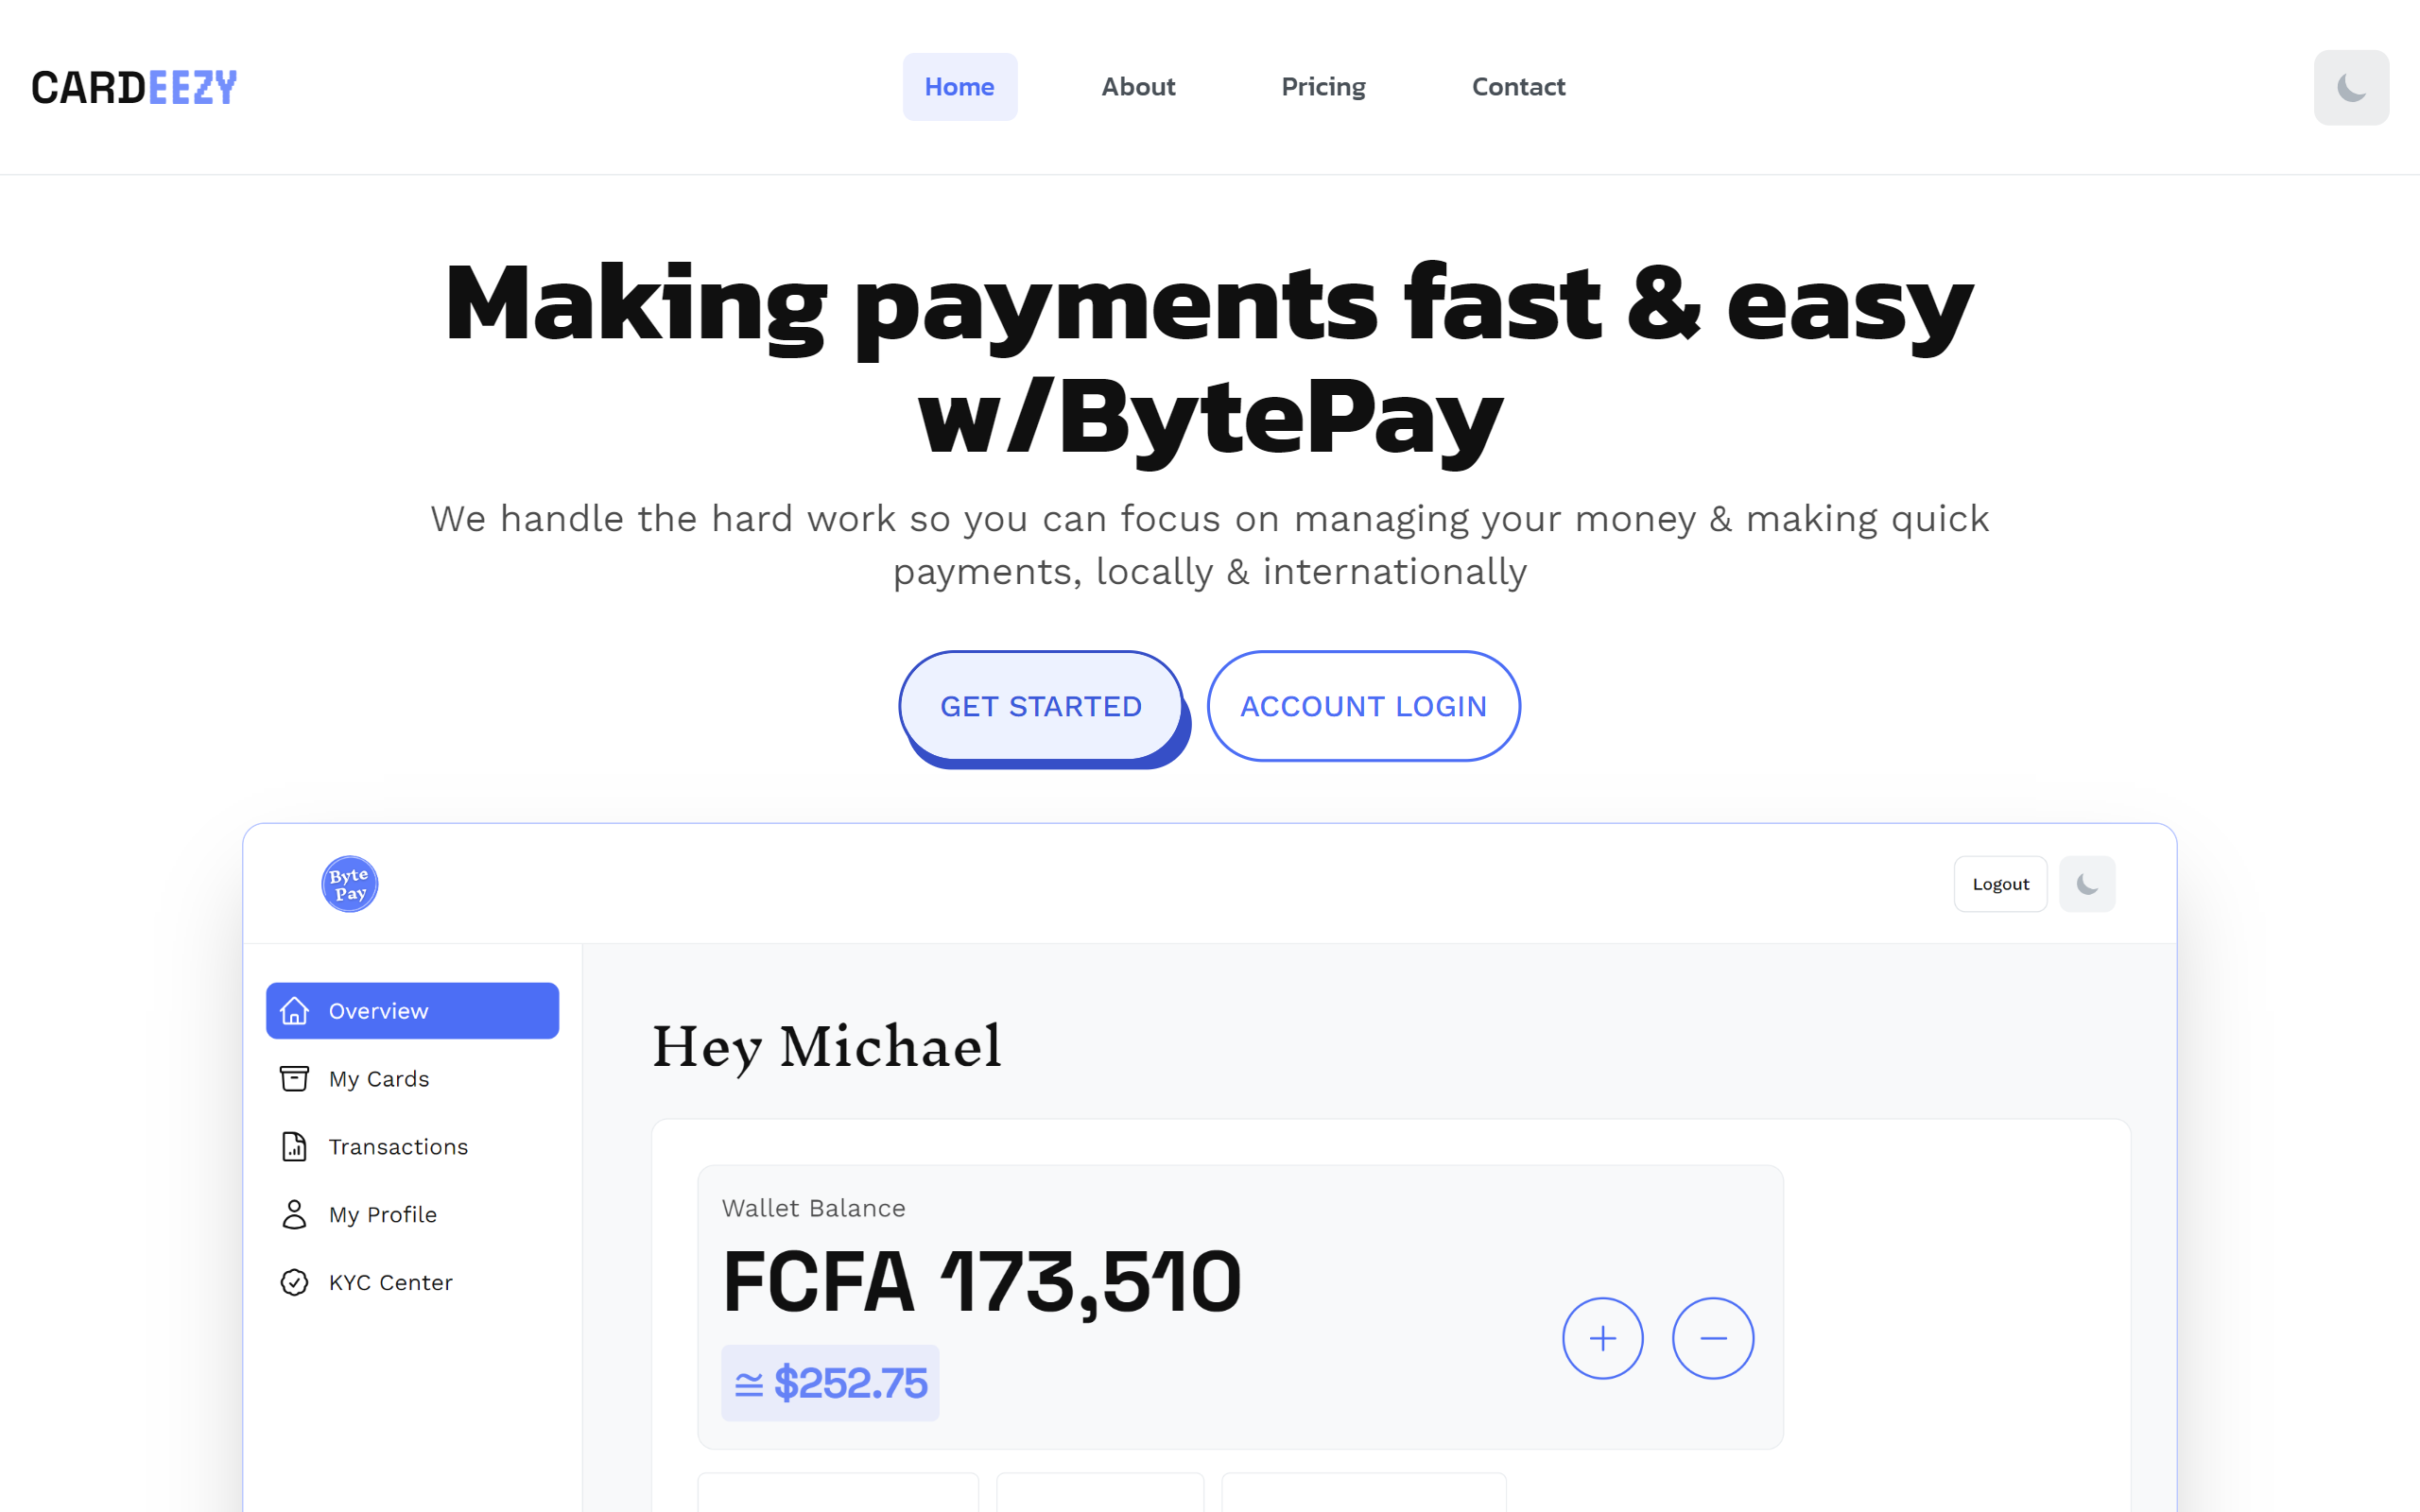 CARDEEZY
Home About Pricing Contact
Making payments fast & easy
w/BytePay
We handle the hard work so you can focus on managing your money & making quick
payments, locally & internationally
GET STARTED ACCOUNT LOGIN
Byte
Pay
Logout
Overview
My Cards
Transactions
My Profile
KYC Center
Hey Michael
Wallet Balance
FCFA 173,510
≅ $252.75